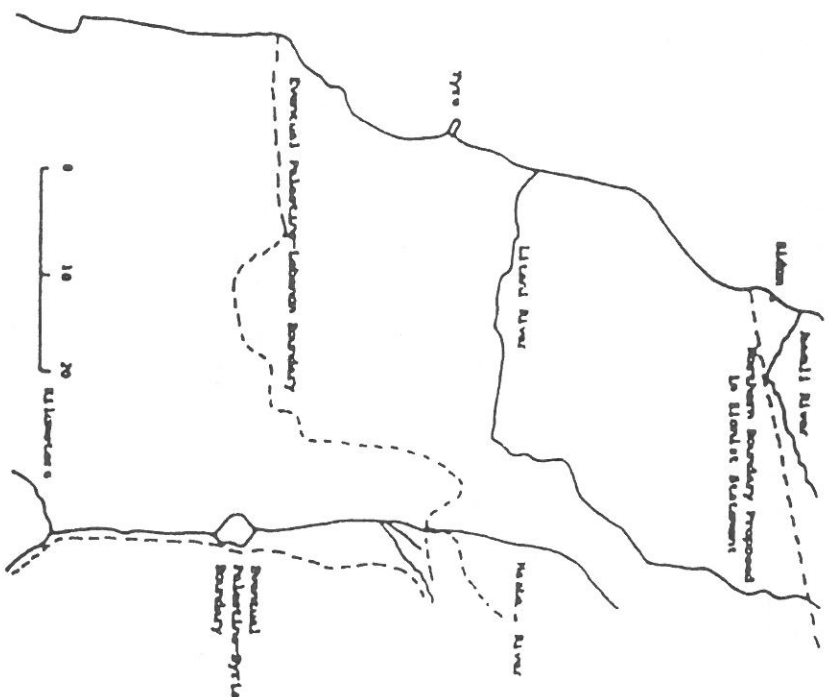 Tyre
Eventual Palestine-Lebanon Boundary
Litani River
Sidon
Awali River
Northern Boundary Proposed
in Zionist Statement
0
10
20
Kilometers
Eventual
Palestine-Syria
Boundary
River